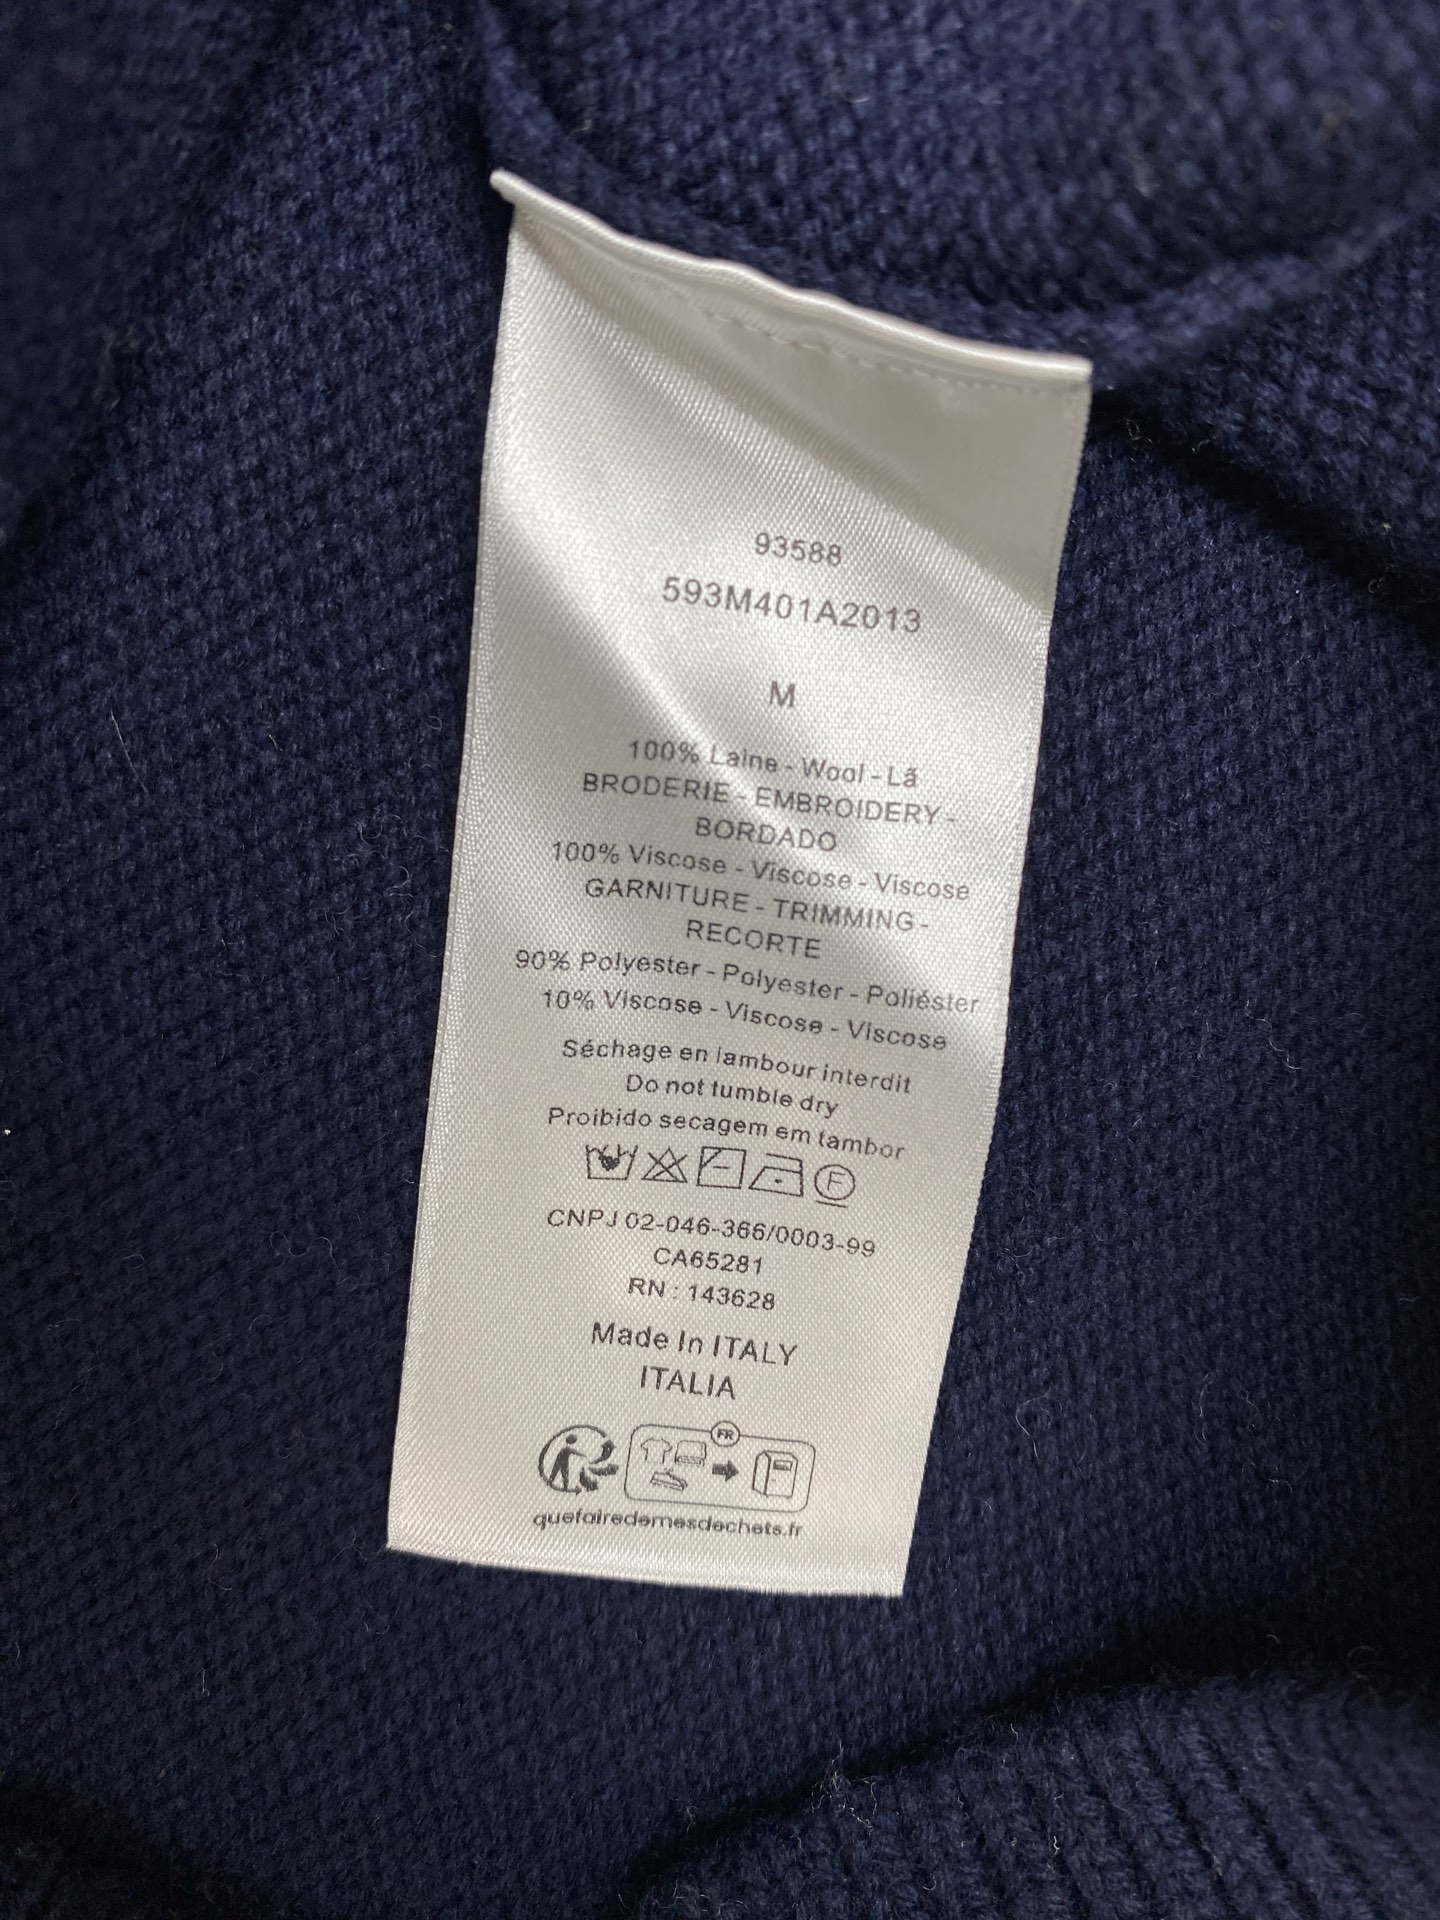 93588
593M401A2013
M
100% Laine - Wool - Lã
BRODERIE - EMBROIDERY -
BORDADO
100% Viscose - Viscose - Viscose
GARNITURE - TRIMMING -
RECORTE
90% Polyester - Polyester - Poliéster
10% Viscose - Viscose - Viscose
Séchage en tambour interdit
Do not tumble dry
Proibido secagem em tambor
F
CNPJ 02-046-366/0003-99
CA65281
RN : 143628
Made In ITALY
ITALIA
FR
quefairedemesdechets.fr